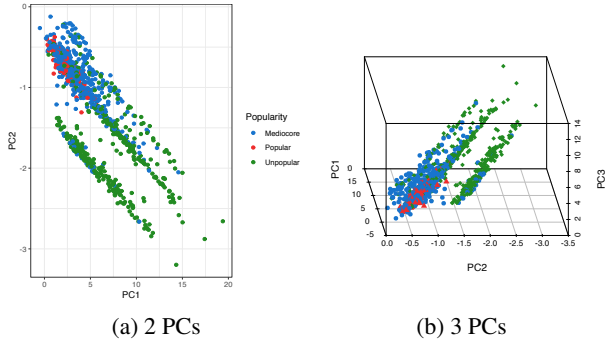 0
-1
-2
-3
PC2
0
5
10
15
20
PC1
Popularity
Mediocore
Popular
Unpopular
PC1
0
15
10
5
0
-5
0.0
-0.5
-1.0
-1.5
-2.0
-2.5
-3.0
-3.5
PC2
14
12
10
8
6
4
2
0
PC3
(a) 2 PCs
(b) 3 PCs